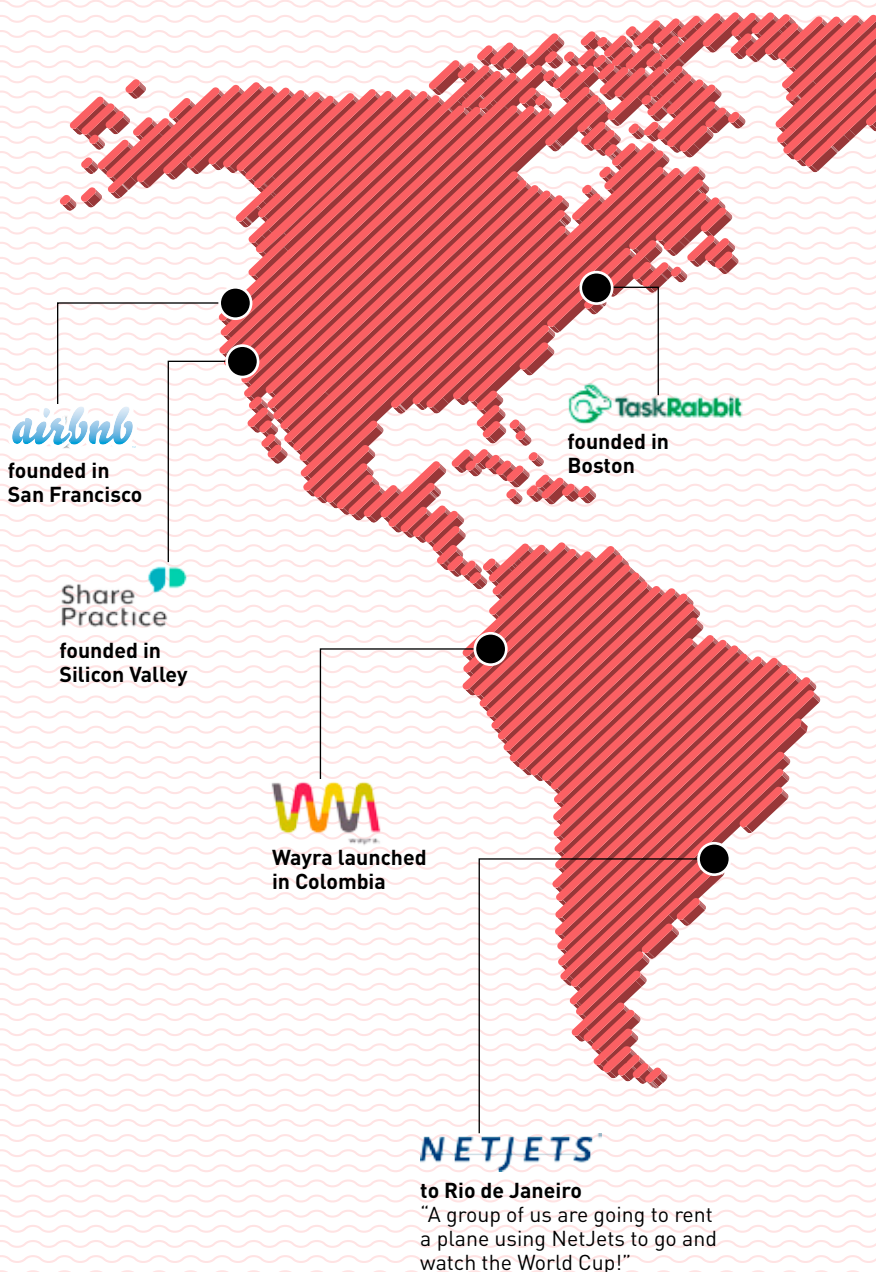 airbnb
founded in
San Francisco
TaskRabbit
founded in
Boston
Share
Practice
founded in
Silicon Valley
wayra.
Wayra launched
in Colombia
NETJETS
to Rio de Janeiro
“A group of us are going to rent
a plane using NetJets to go and
watch the World Cup!”